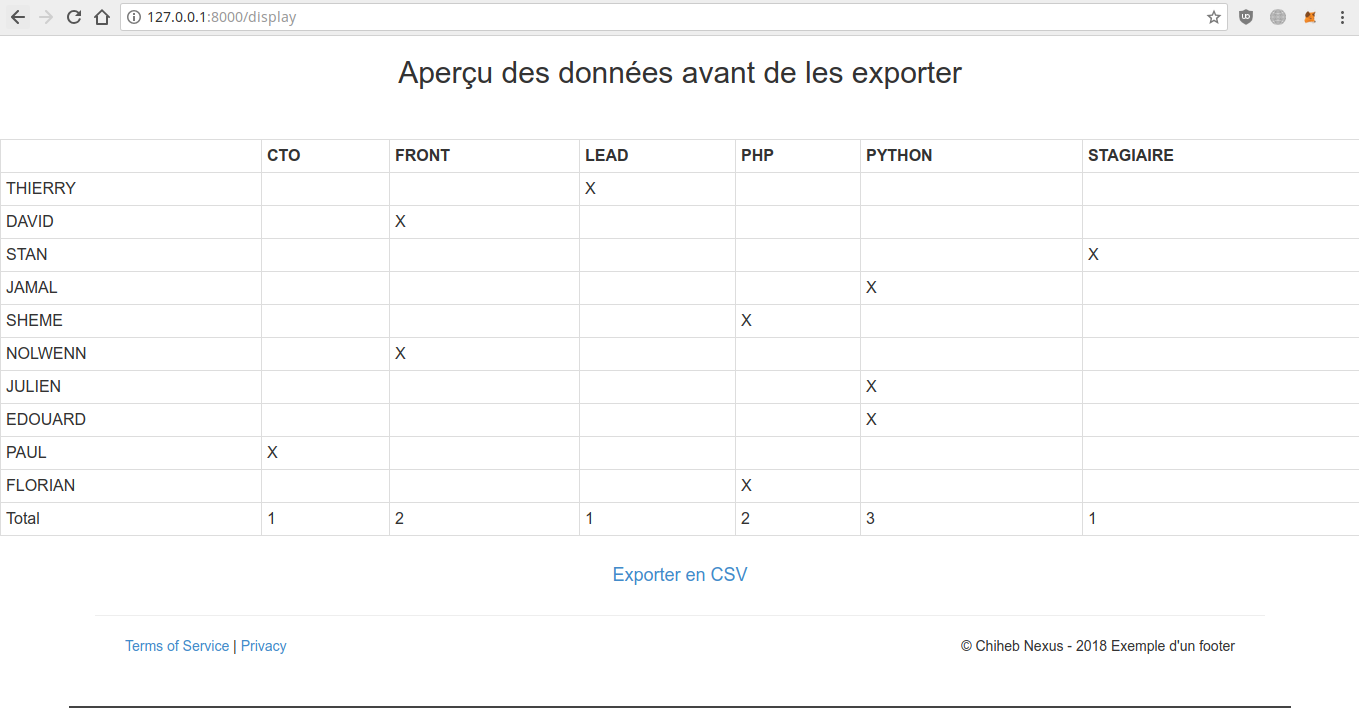 127.0.0.1:8000/display
Aperçu des données avant de les exporter
CTO FRONT LEAD PHP PYTHON STAGIAIRE
THIERRY X
DAVID X
STAN X
JAMAL X
SHEME X
NOLWENN X
JULIEN X
EDOUARD X
PAUL X
FLORIAN X
Total 1 2 1 2 3 1
Exporter en CSV
Terms of Service | Privacy © Chiheb Nexus - 2018 Exemple d'un footer